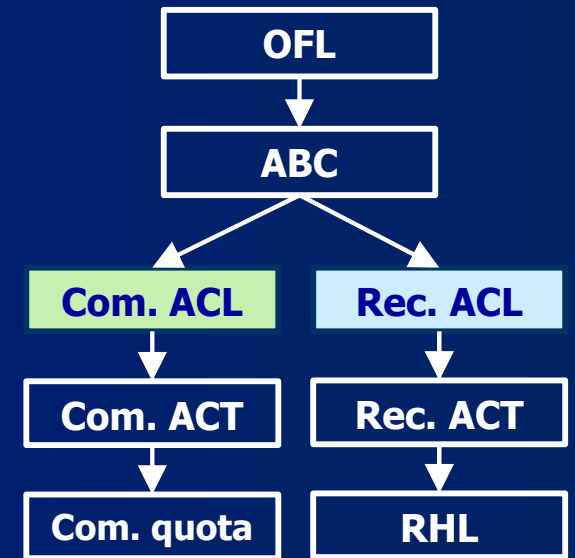 OFL
ABC
Com. ACL
Rec. ACL
Com. ACT
Rec. ACT
Com. quota
RHL